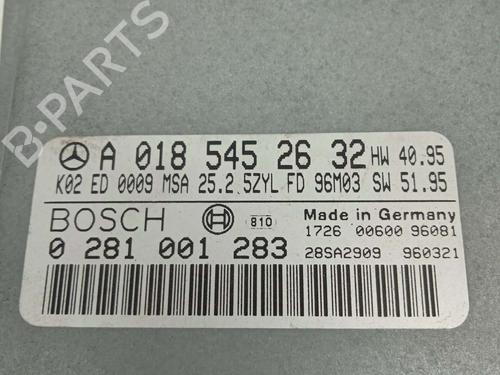 B-PARTS
A 018 545 26 32 HW 40.95
K02 ED 0009 MSA 25.2 5ZYL FD 96M03 SW 51.95
BOSCH 810 Made in Germany
1726 00600 96081
0 281 001 283 28SA2909 960321